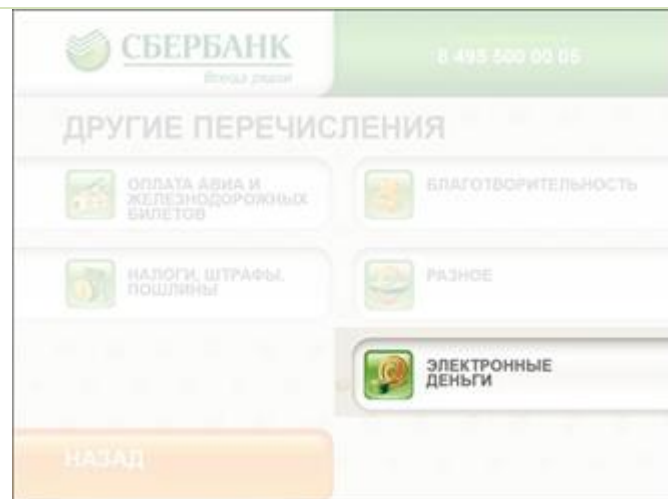 СБЕРБАНК
Всегда рядом
8 495 500 00 05
ДРУГИЕ ПЕРЕЧИСЛЕНИЯ
ОПЛАТА АВИА И
ЖЕЛЕЗНОДОРОЖНЫХ
БИЛЕТОВ
БЛАГОТВОРИТЕЛЬНОСТЬ
НАЛОГИ, ШТРАФЫ,
ПОШЛИНЫ
РАЗНОЕ
ЭЛЕКТРОННЫЕ
ДЕНЬГИ
НАЗАД